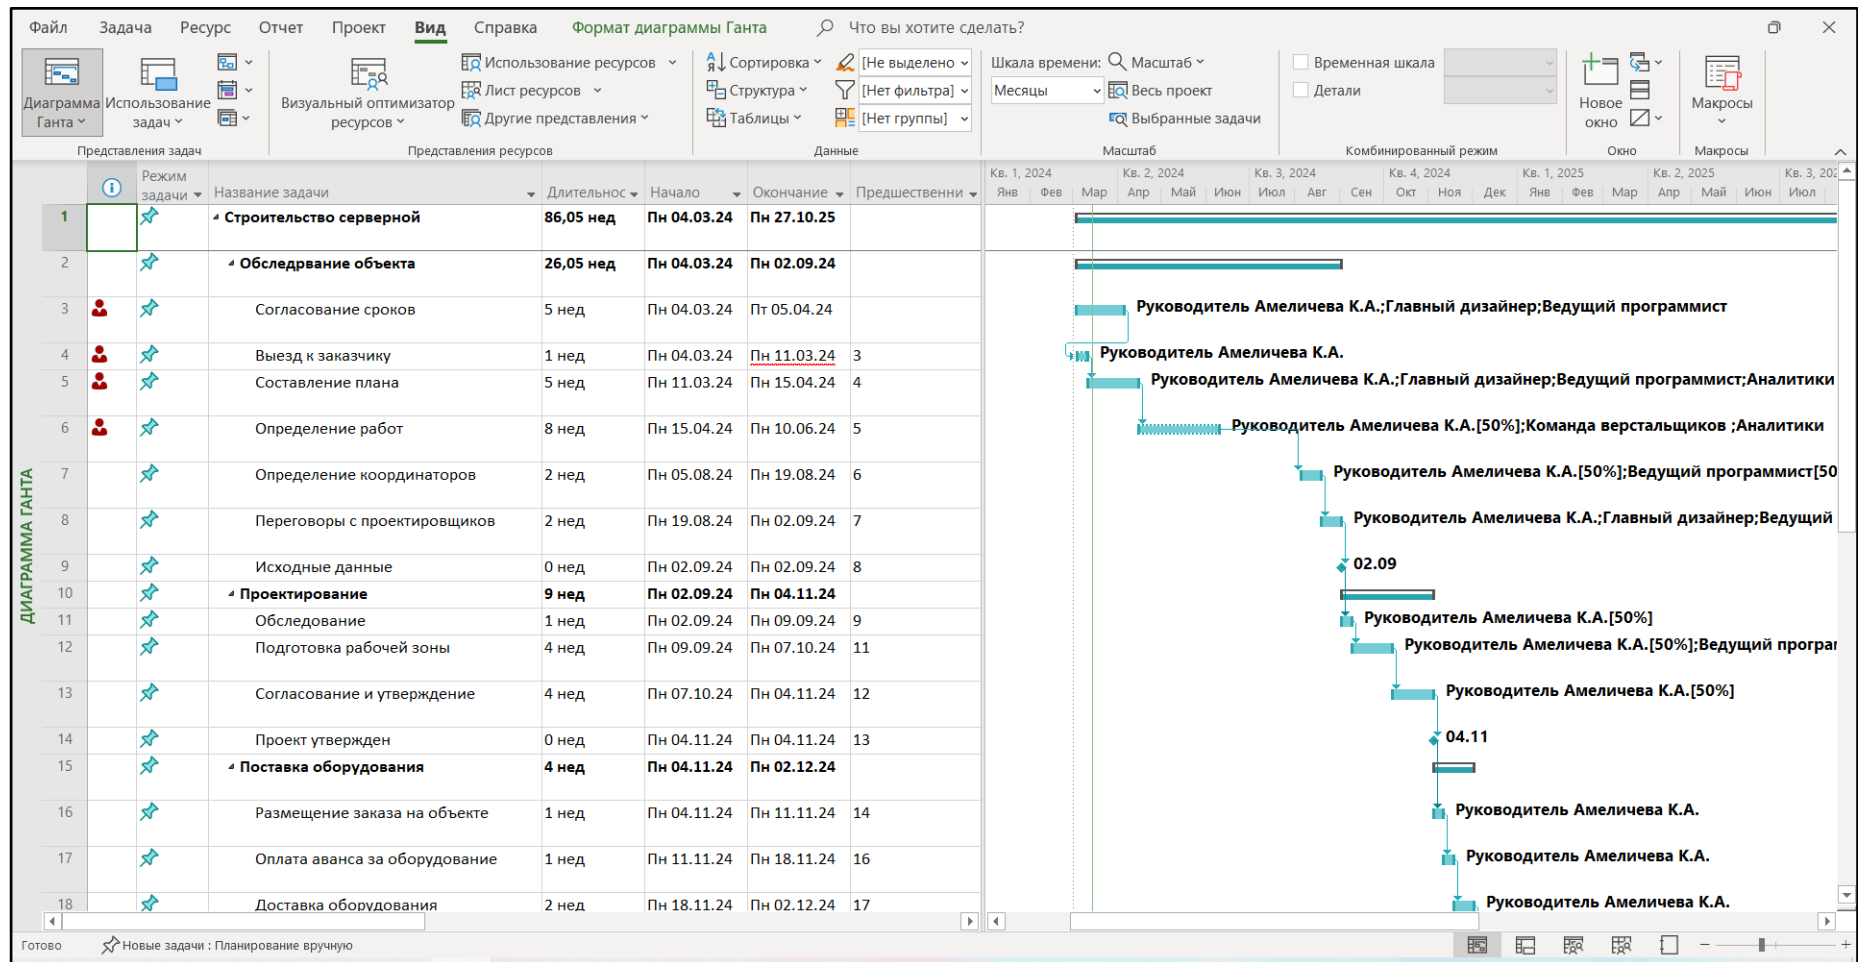 Файл Задача Ресурс Отчет Проект Вид Справка Формат диаграммы Ганта Что вы хотите сделать?
Диаграмма Ганта
Использование задач
Представления задач
Визуальный оптимизатор ресурсов
Использование ресурсов
Лист ресурсов
Другие представления
Представления ресурсов
Сортировка
Структура
Таблицы
[Не выделено
[Нет фильтра]
[Нет группы]
Данные
Шкала времени:
Месяцы
Масштаб
Весь проект
Выбранные задачи
Масштаб
Временная шкала
Детали
Комбинированный режим
Новое окно
Окно
Макросы
Макросы
Режим задачи Название задачи Длительнос Начало Окончание Предшественни
Кв. 1, 2024 Кв. 2, 2024 Кв. 3, 2024 Кв. 4, 2024 Кв. 1, 2025 Кв. 2, 2025 Кв. 3, 202
Янв Фев Мар Апр Май Июн Июл Авг Сен Окт Ноя Дек Янв Фев Мар Апр Май Июн Июл
1 Строительство серверной 86,05 нед Пн 04.03.24 Пн 27.10.25
2 Обследрвание объекта 26,05 нед Пн 04.03.24 Пн 02.09.24
3 Согласование сроков 5 нед Пн 04.03.24 Пт 05.04.24 Руководитель Амеличева К.А.;Главный дизайнер;Ведущий программист
4 Выезд к заказчику 1 нед Пн 04.03.24 Пн 11.03.24 3 Руководитель Амеличева К.А.
5 Составление плана 5 нед Пн 11.03.24 Пн 15.04.24 4 Руководитель Амеличева К.А.;Главный дизайнер;Ведущий программист;Аналитики
6 Определение работ 8 нед Пн 15.04.24 Пн 10.06.24 5 Руководитель Амеличева К.А.[50%];Команда верстальщиков ;Аналитики
7 Определение координаторов 2 нед Пн 05.08.24 Пн 19.08.24 6 Руководитель Амеличева К.А.[50%];Ведущий программист[50
8 Переговоры с проектировщиков 2 нед Пн 19.08.24 Пн 02.09.24 7 Руководитель Амеличева К.А.;Главный дизайнер;Ведущий
9 Исходные данные 0 нед Пн 02.09.24 Пн 02.09.24 8 02.09
10 Проектирование 9 нед Пн 02.09.24 Пн 04.11.24
11 Обследование 1 нед Пн 02.09.24 Пн 09.09.24 9 Руководитель Амеличева К.А.[50%]
12 Подготовка рабочей зоны 4 нед Пн 09.09.24 Пн 07.10.24 11 Руководитель Амеличева К.А.[50%];Ведущий програм
13 Согласование и утверждение 4 нед Пн 07.10.24 Пн 04.11.24 12 Руководитель Амеличева К.А.[50%]
14 Проект утвержден 0 нед Пн 04.11.24 Пн 04.11.24 13 04.11
15 Поставка оборудования 4 нед Пн 04.11.24 Пн 02.12.24
16 Размещение заказа на объекте 1 нед Пн 04.11.24 Пн 11.11.24 14 Руководитель Амеличева К.А.
17 Оплата аванса за оборудование 1 нед Пн 11.11.24 Пн 18.11.24 16 Руководитель Амеличева К.А.
18 Доставка оборудования 2 нед Пн 18.11.24 Пн 02.12.24 17 Руководитель Амеличева К.А.
ДИАГРАММА ГАНТА
Готово Новые задачи : Планирование вручную